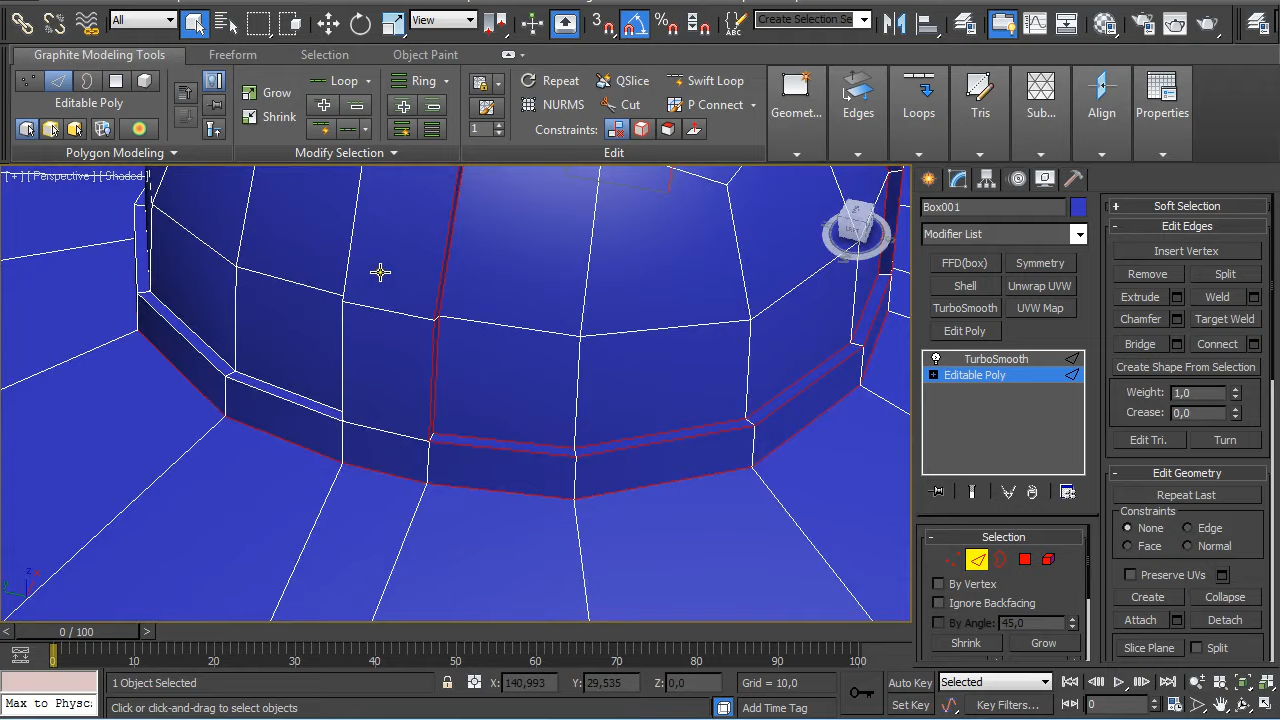 All
View
3
Create Selection Se
Graphite Modeling Tools
Freeform
Selection
Object Paint
Editable Poly
Polygon Modeling
Grow
Shrink
Loop
Ring
Modify Selection
Repeat
QSlice
Swift Loop
NURMS
Cut
P Connect
1
Constraints:
Edit
Geomet...
Edges
Loops
Tris
Sub...
Align
Properties
[ + ] [ Perspective ] [ Shaded
Box001
Modifier List
FFD(box)
Symmetry
Shell
Unwrap UVW
TurboSmooth
UVW Map
Edit Poly
TurboSmooth
Editable Poly
Selection
By Vertex
Ignore Backfacing
By Angle:
45,0
Shrink
Grow
Soft Selection
Edit Edges
Insert Vertex
Remove
Split
Extrude
Weld
Chamfer
Target Weld
Bridge
Connect
Create Shape From Selection
Weight:
1,0
Crease:
0,0
Edit Tri.
Turn
Edit Geometry
Repeat Last
Constraints
None
Edge
Face
Normal
Preserve UVs
Create
Collapse
Attach
Detach
Slice Plane
Split
z
0 / 100
0
10
20
30
40
50
60
70
80
90
100
1 Object Selected
X:
140,993
Y:
29,535
Z:
0,0
Grid = 10,0
Auto Key
Selected
Max to Physc
Click or click-and-drag to select objects
Add Time Tag
Set Key
Key Filters...
0